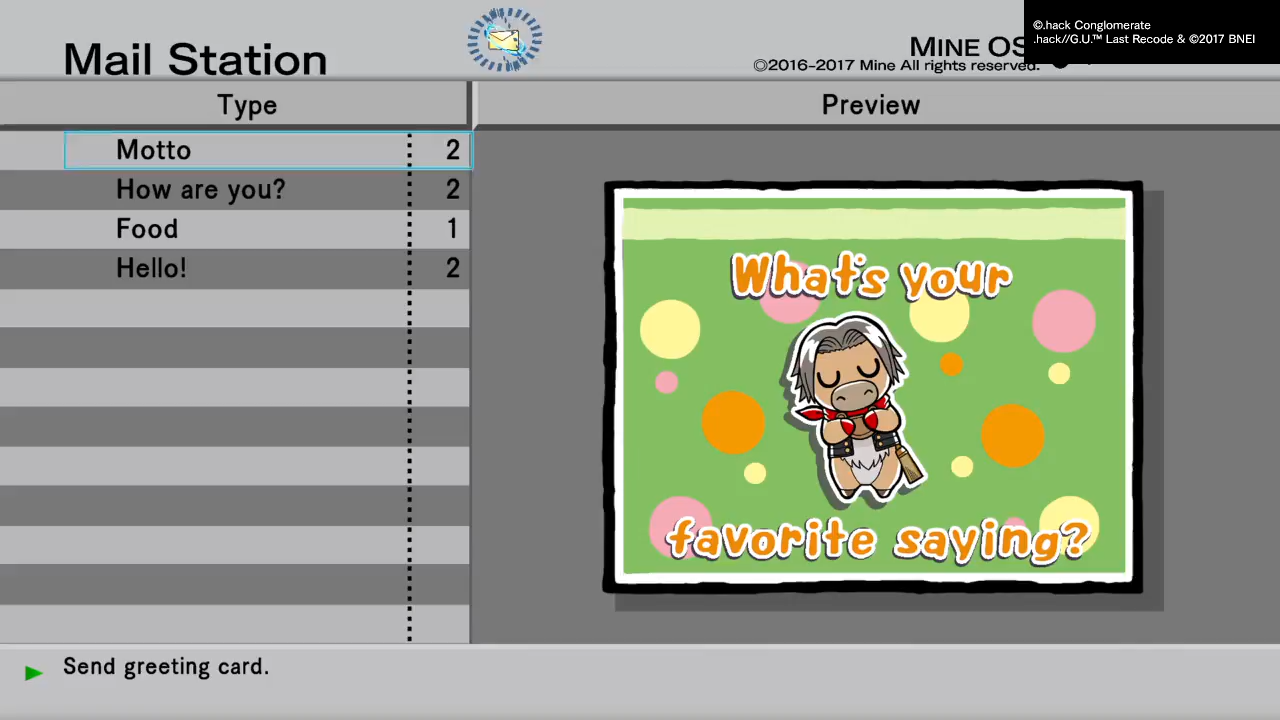 ©.hack Conglomerate
.hack//G.U.™ Last Recode & ©2017 BNEI
Mail Station
MINE OS
©2016-2017 Mine All rights reserved.
Type
Preview
Motto 2
How are you? 2
Food 1
Hello! 2
What's your
favorite saying?
Send greeting card.